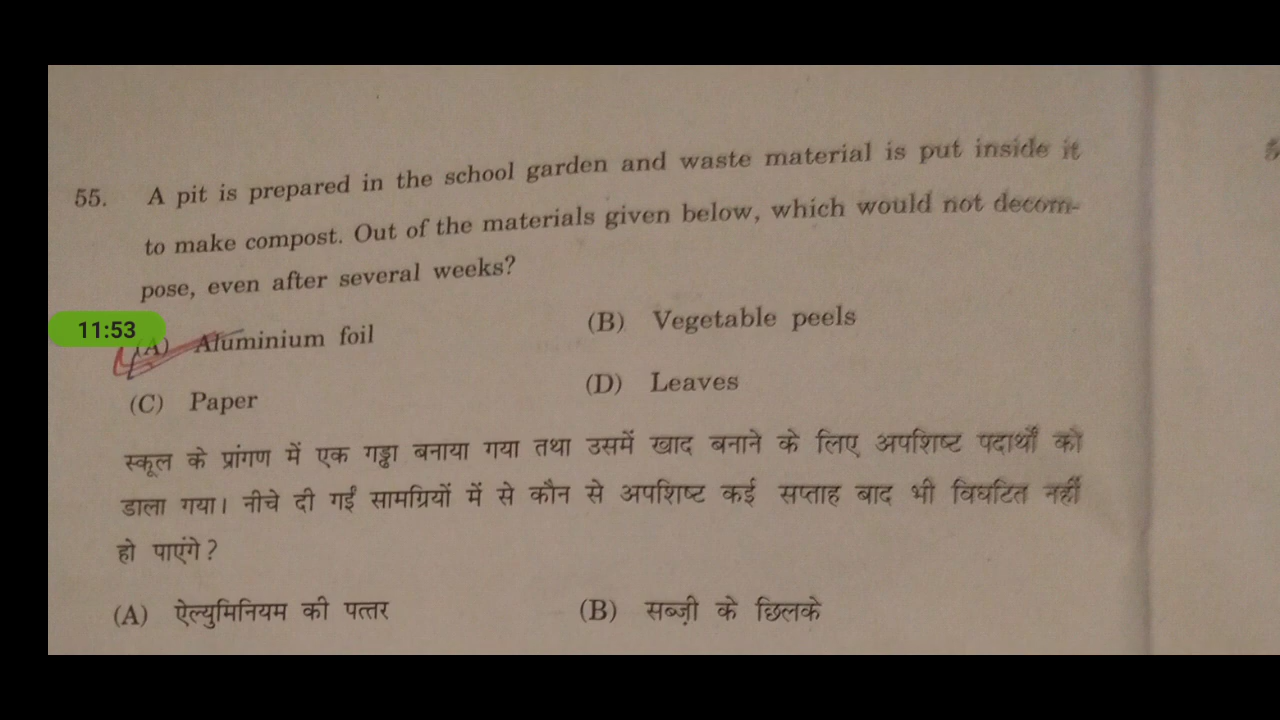 55. A pit is prepared in the school garden and waste material is put inside it
to make compost. Out of the materials given below, which would not decom-
pose, even after several weeks?
11:53
(A) Aluminium foil (B) Vegetable peels
(C) Paper (D) Leaves
स्कूल के प्रांगण में एक गड्ढा बनाया गया तथा उसमें खाद बनाने के लिए अपशिष्ट पदार्थों को
डाला गया। नीचे दी गई सामग्रियों में से कौन से अपशिष्ट कई सप्ताह बाद भी विघटित नहीं
हो पाएंगे?
(A) ऐल्युमिनियम की पत्तर (B) सब्ज़ी के छिलके